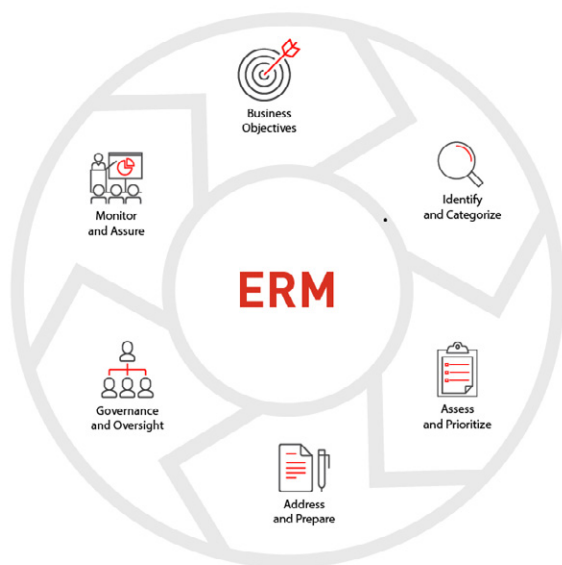 Business
Objectives
Identify
and Categorize
Assess
and Prioritize
Address
and Prepare
Governance
and Oversight
Monitor
and Assure
ERM